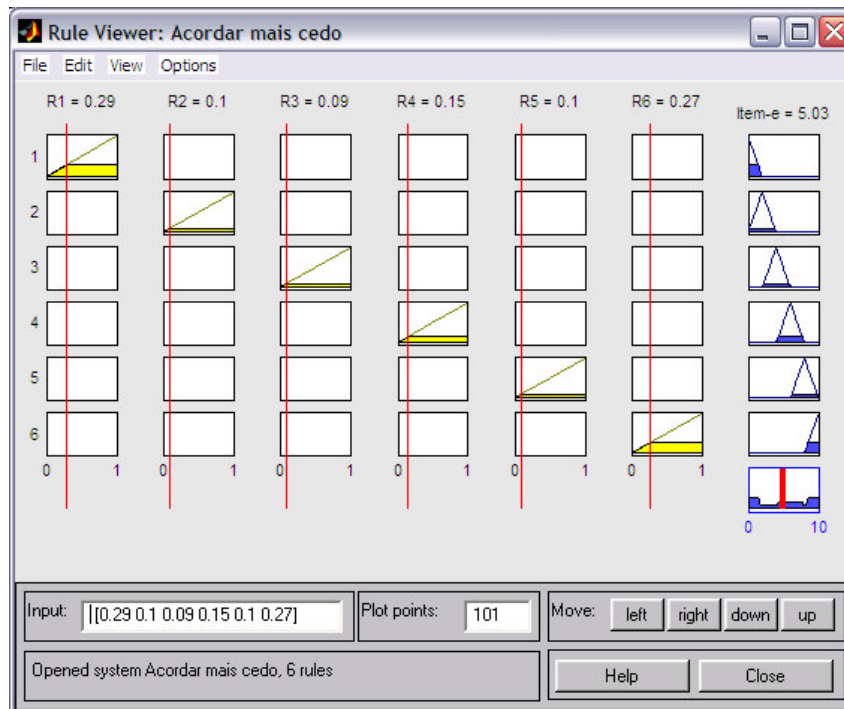 Rule Viewer: Acordar mais cedo
File Edit View Options
R1 = 0.29 R2 = 0.1 R3 = 0.09 R4 = 0.15 R5 = 0.1 R6 = 0.27 Item-e = 5.03
1
2
3
4
5
6
0 1 0 1 0 1 0 1 0 1 0 1
0 10
Input: [0.29 0.1 0.09 0.15 0.1 0.27] Plot points: 101 Move: left right down up
Opened system Acordar mais cedo, 6 rules Help Close